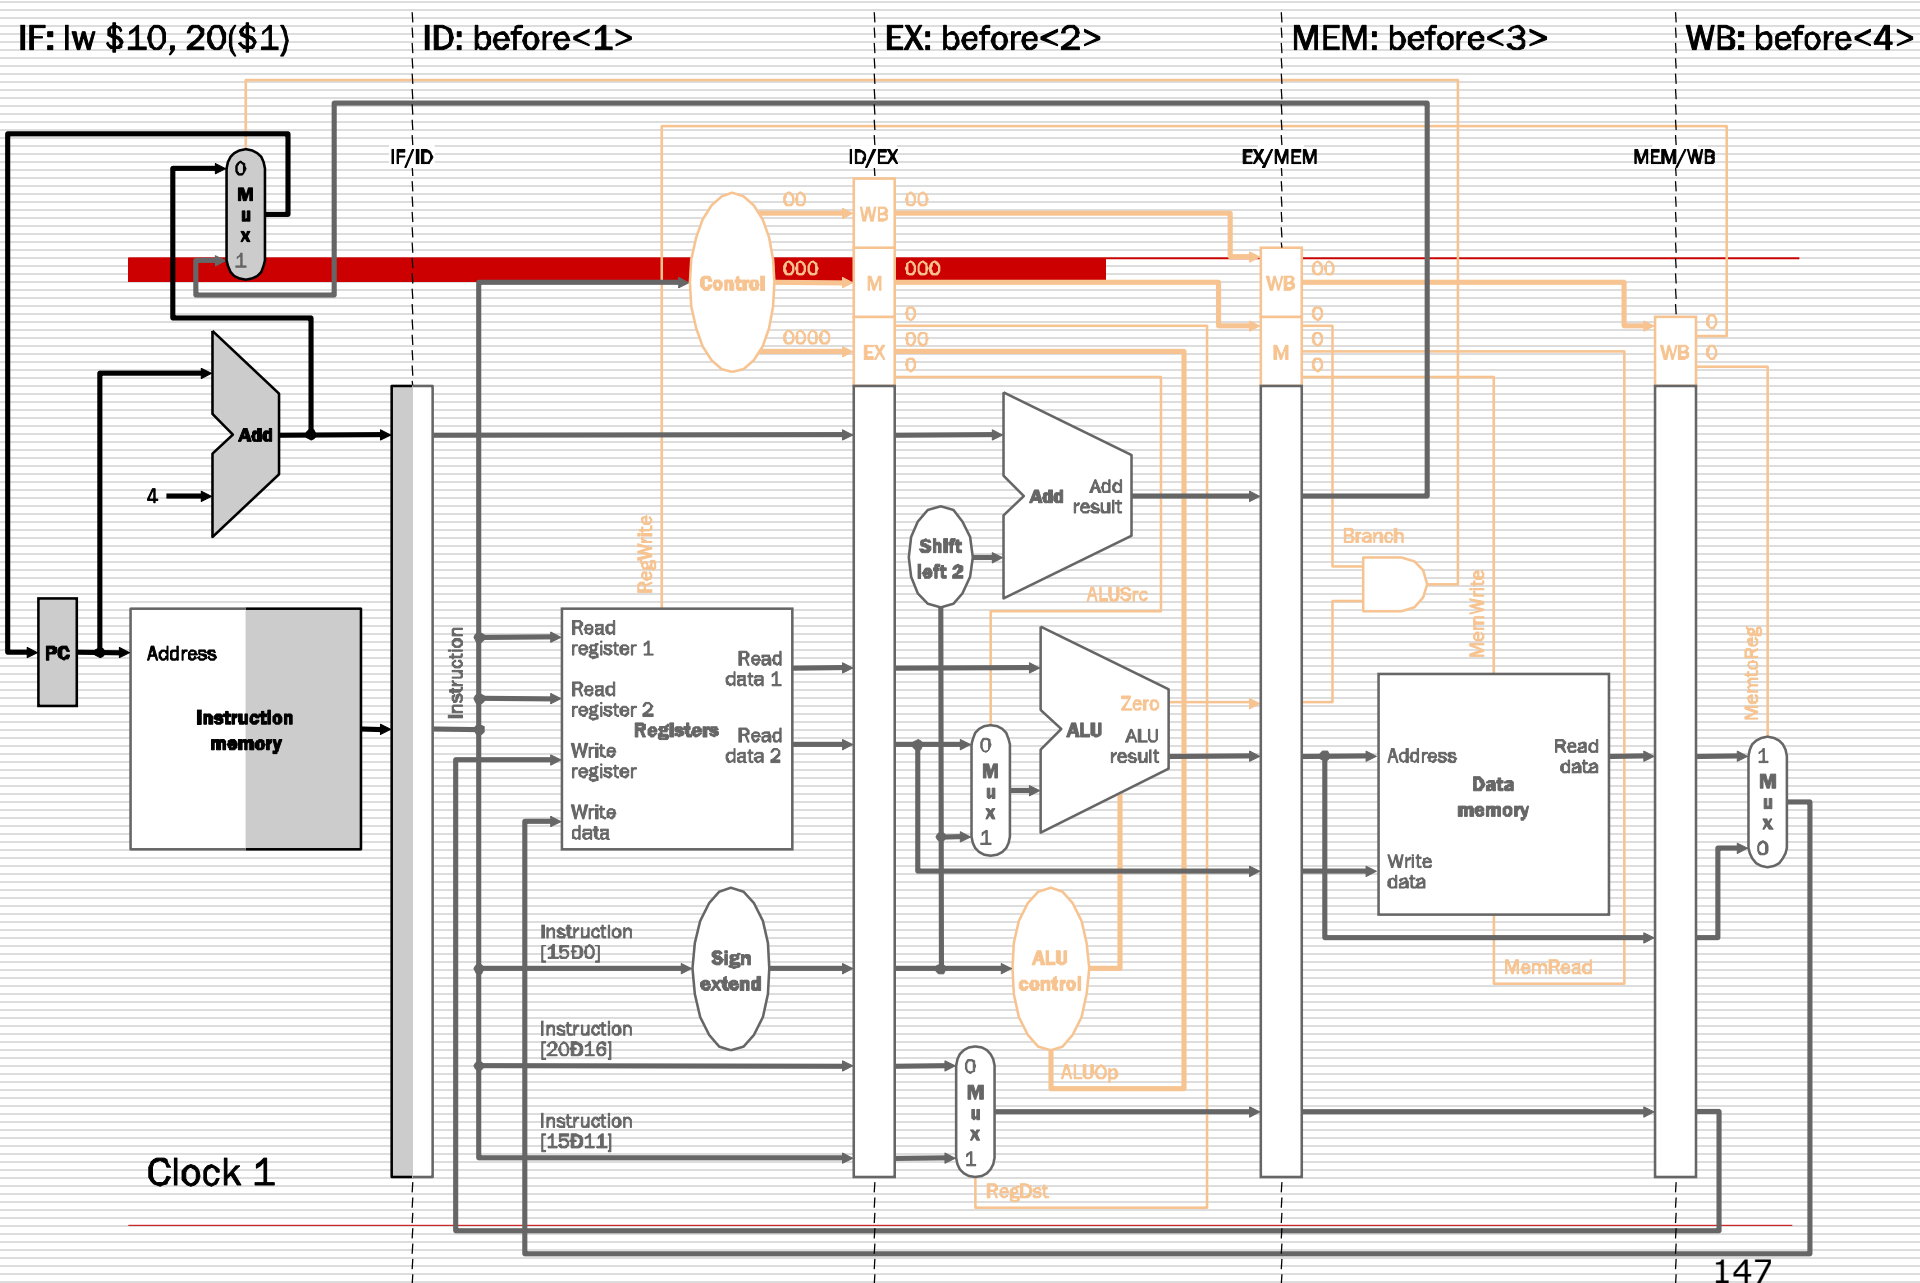 IF: lw $10, 20($1)
ID: before<1>
EX: before<2>
MEM: before<3>
WB: before<4>
IF/ID
ID/EX
EX/MEM
MEM/WB
0
M
u
x
1
Control
00
000
0000
WB
M
EX
00
000
0
00
0
WB
M
00
0
0
0
WB
0
0
Add
4
PC
Address
Instruction
memory
Instruction
RegWrite
Read
register 1
Read
register 2
Registers
Write
register
Write
data
Read
data 1
Read
data 2
Shift
left 2
Add
Add
result
ALUSrc
Zero
ALU
ALU
result
0
M
u
x
1
Branch
MemWrite
Address
Read
data
Data
memory
Write
data
MemRead
MemtoReg
1
M
u
x
0
Instruction
[15Ð0]
Sign
extend
ALU
control
ALUOp
Instruction
[20Ð16]
Instruction
[15Ð11]
0
M
u
x
1
RegDst
Clock 1
147